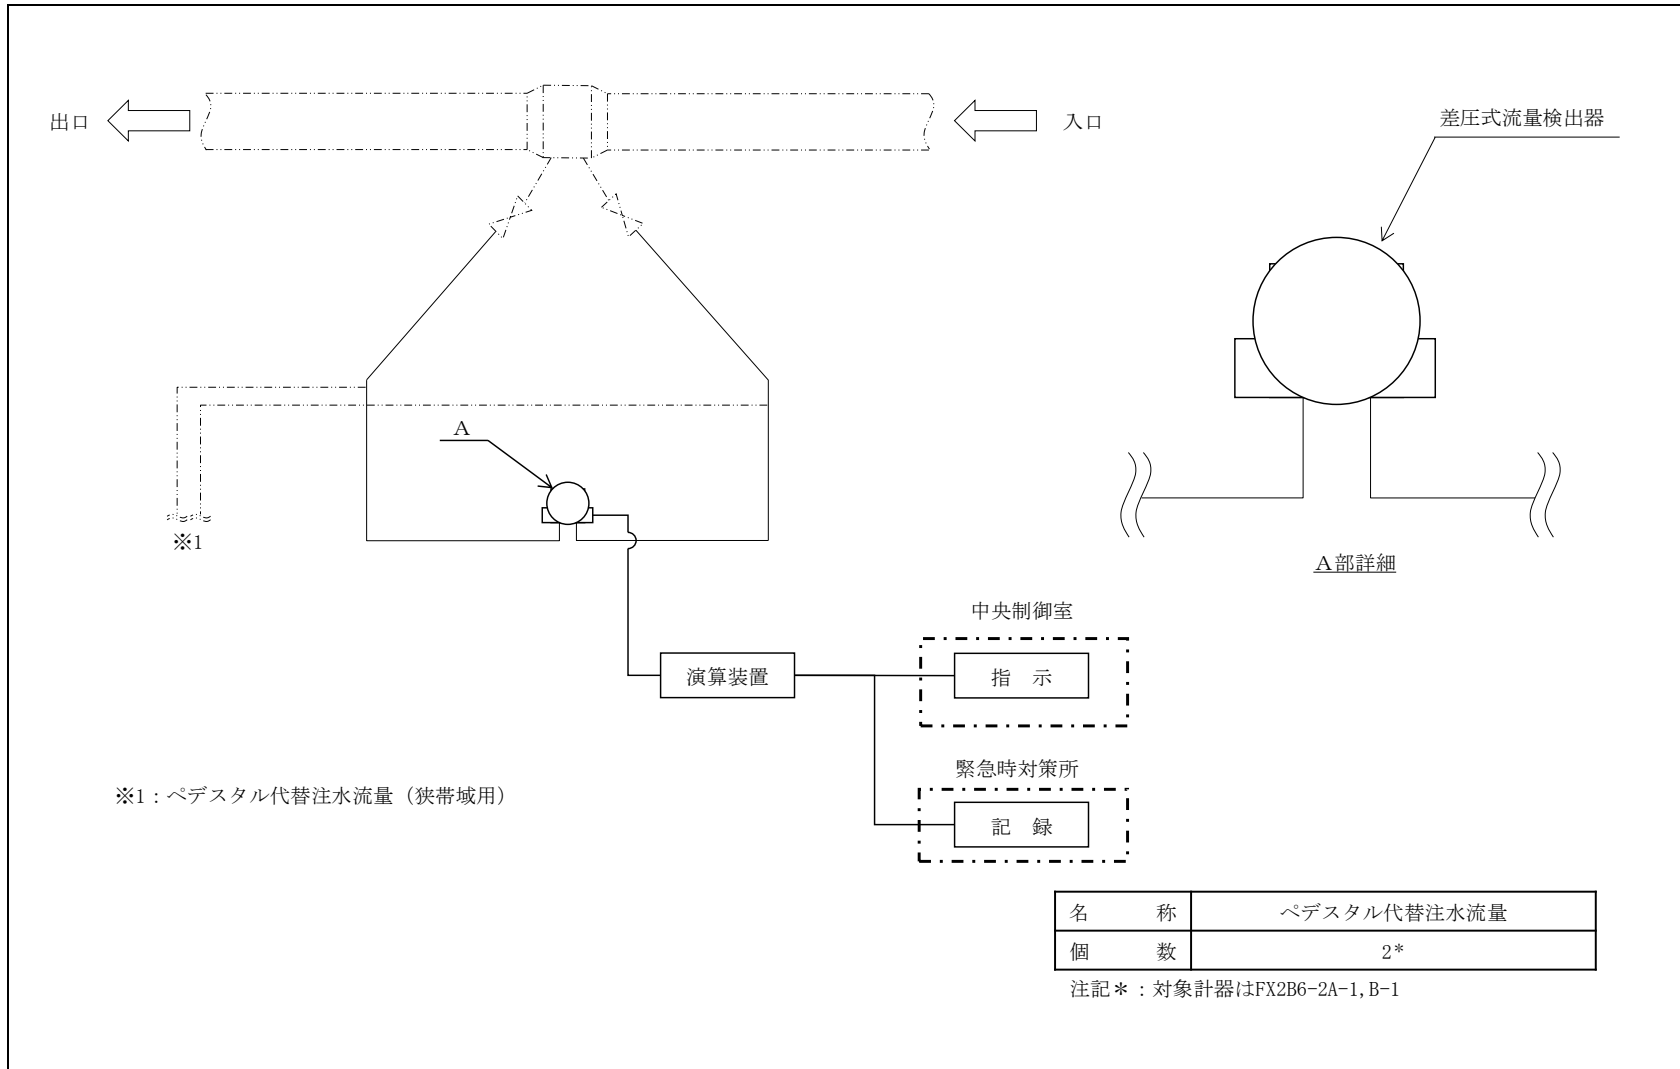 出口
入口
差圧式流量検出器
A
※1
A部詳細
中央制御室
演算装置
指 示
緊急時対策所
記 録
※1：ペデスタル代替注水流量（狭帯域用）
名 称 ペデスタル代替注水流量
個 数 2*
注記＊：対象計器はFX2B6-2A-1,B-1